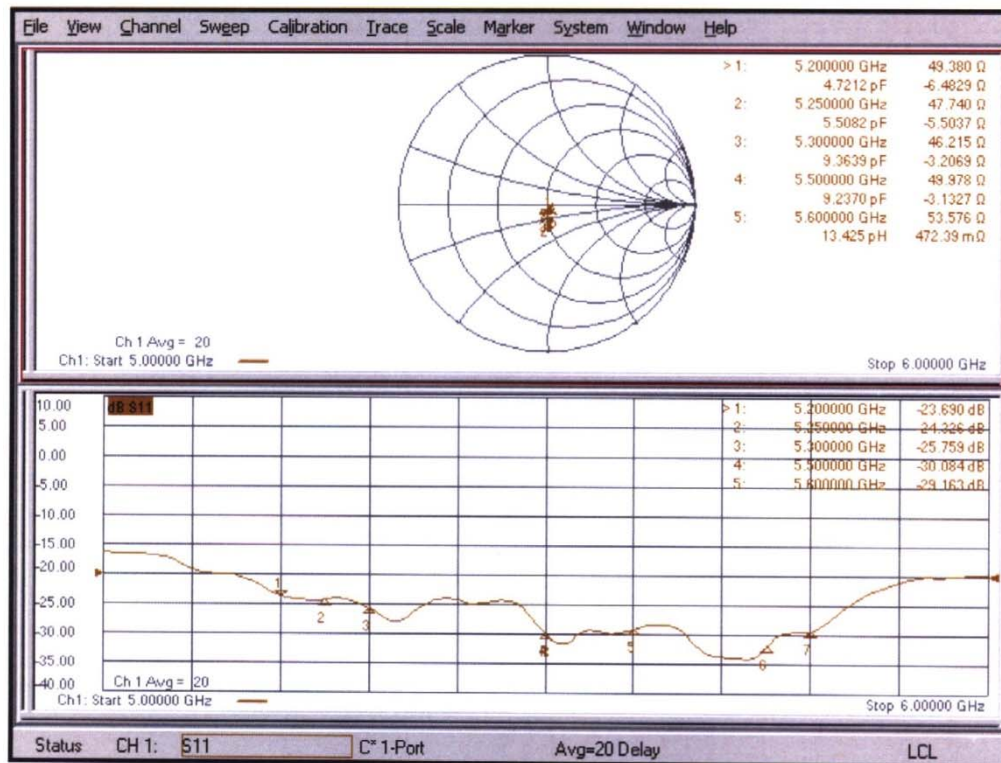 File View Channel Sweep Calibration Trace Scale Marker System Window Help
> 1: 5.200000 GHz 49.380 Ω
4.7212 pF -6.4829 Ω
2: 5.250000 GHz 47.740 Ω
5.5082 pF -5.5037 Ω
3: 5.300000 GHz 46.215 Ω
9.3639 pF -3.2069 Ω
4: 5.500000 GHz 49.978 Ω
9.2370 pF -3.1327 Ω
5: 5.600000 GHz 53.576 Ω
13.425 pH 472.39 mΩ
Ch 1 Avg = 20
Ch1: Start 5.00000 GHz
Stop 6.00000 GHz
10.00
5.00
0.00
-5.00
-10.00
-15.00
-20.00
-25.00
-30.00
-35.00
-40.00
dB S11
> 1: 5.200000 GHz -23.690 dB
2: 5.250000 GHz -24.326 dB
3: 5.300000 GHz -25.759 dB
4: 5.500000 GHz -30.084 dB
5: 5.600000 GHz -29.163 dB
1
2
3
5
6
7
Ch 1 Avg = 20
Ch1: Start 5.00000 GHz
Stop 6.00000 GHz
Status CH 1: S11 C* 1-Port Avg=20 Delay LCL